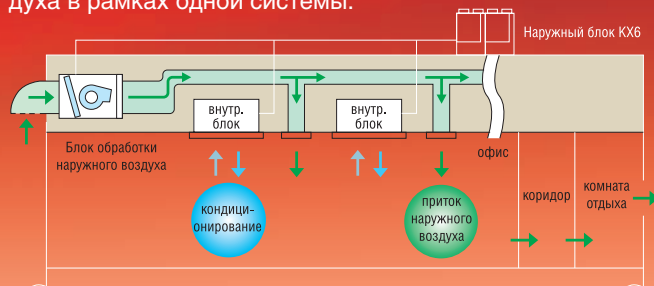 духа в рамках одной системы.
Наружный блок KX6
внутр.
блок
внутр.
блок
Блок обработки
наружного воздуха
офис
кондици-
онирование
приток
наружного
воздуха
коридор
комната
отдыха